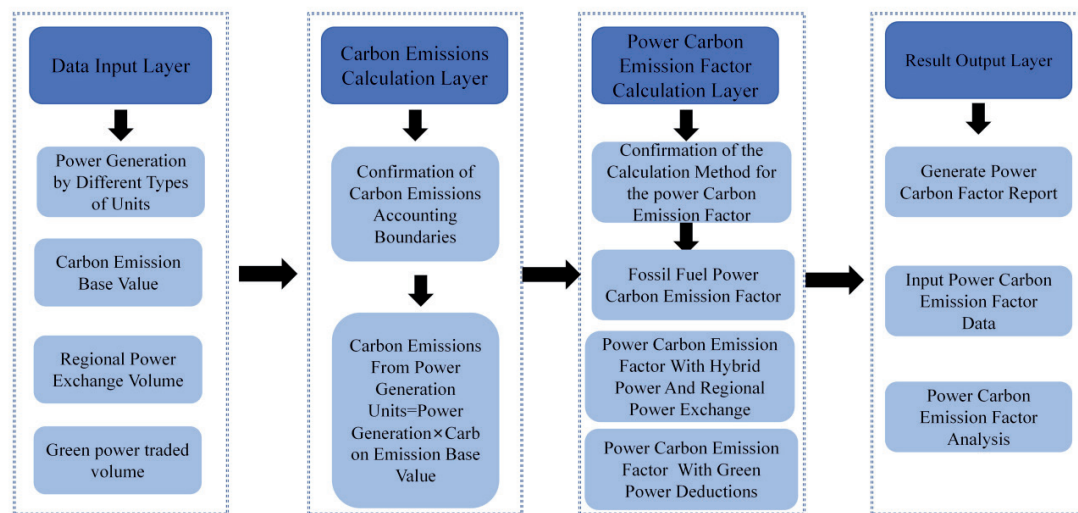 Data Input Layer
Power Generation
by Different Types
of Units
Carbon Emission
Base Value
Regional Power
Exchange Volume
Green power traded
volume
Carbon Emissions
Calculation Layer
Confirmation of
Carbon Emissions
Accounting
Boundaries
Carbon Emissions
From Power
Generation
Units=Power
Generation×Carb
on Emission Base
Value
Power Carbon
Emission Factor
Calculation Layer
Confirmation of the
Calculation Method for
the power Carbon
Emission Factor
Fossil Fuel Power
Carbon Emission Factor
Power Carbon Emission
Factor With Hybrid
Power And Regional
Power Exchange
Power Carbon Emission
Factor With Green
Power Deductions
Result Output Layer
Generate Power
Carbon Factor Report
Input Power Carbon
Emission Factor
Data
Power Carbon
Emission Factor
Analysis